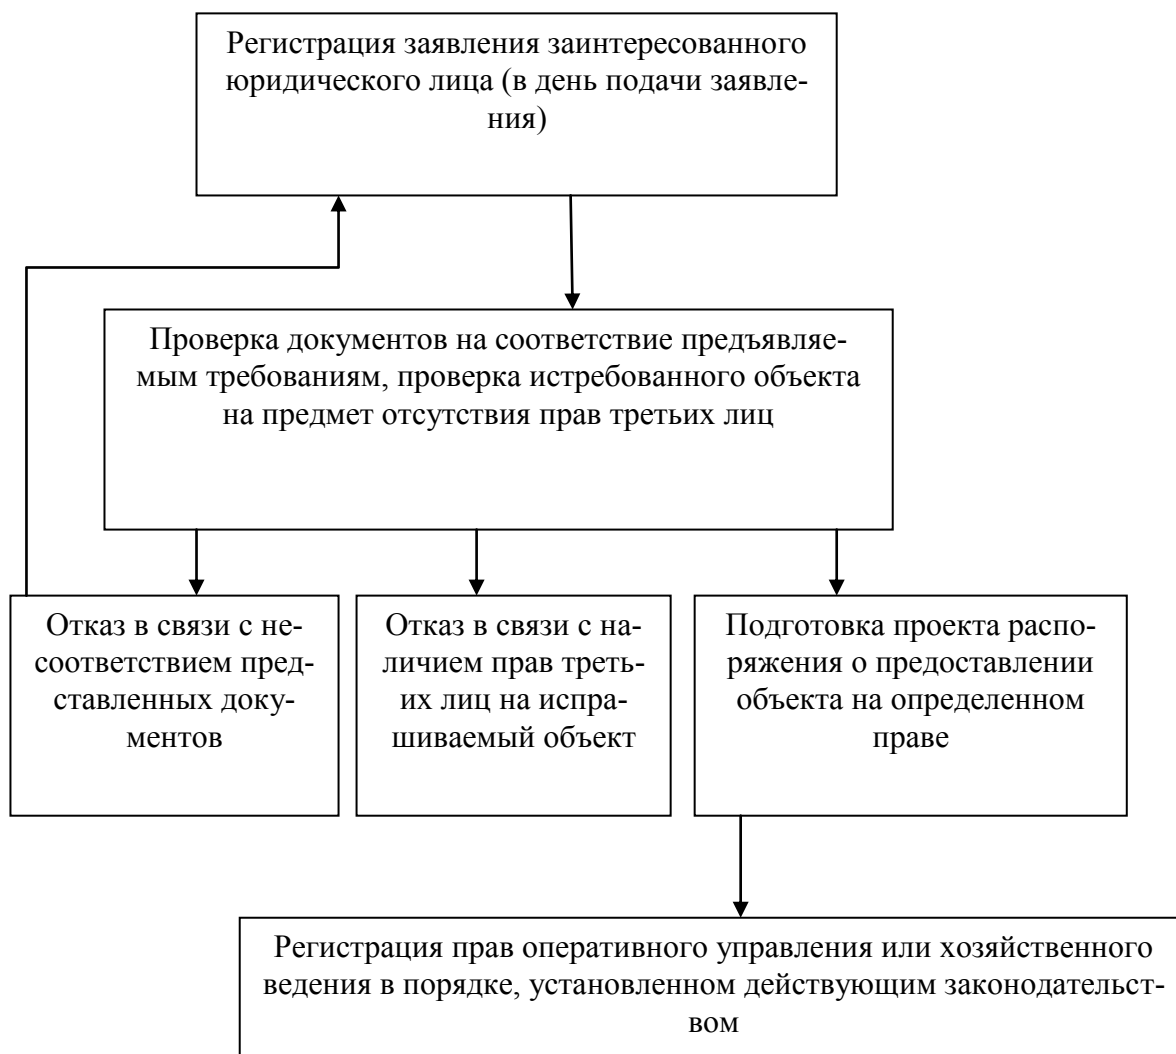 Регистрация заявления заинтересованного
юридического лица (в день подачи заявле-
ния)
Проверка документов на соответствие предъявляе-
мым требованиям, проверка истребованного объекта
на предмет отсутствия прав третьих лиц
Отказ в связи с не-
соответствием пред-
ставленных доку-
ментов
Отказ в связи с на-
личием прав треть-
их лиц на испра-
шиваемый объект
Подготовка проекта распо-
ряжения о предоставлении
объекта на определенном
праве
Регистрация прав оперативного управления или хозяйственного
ведения в порядке, установленном действующим законодательст-
вом